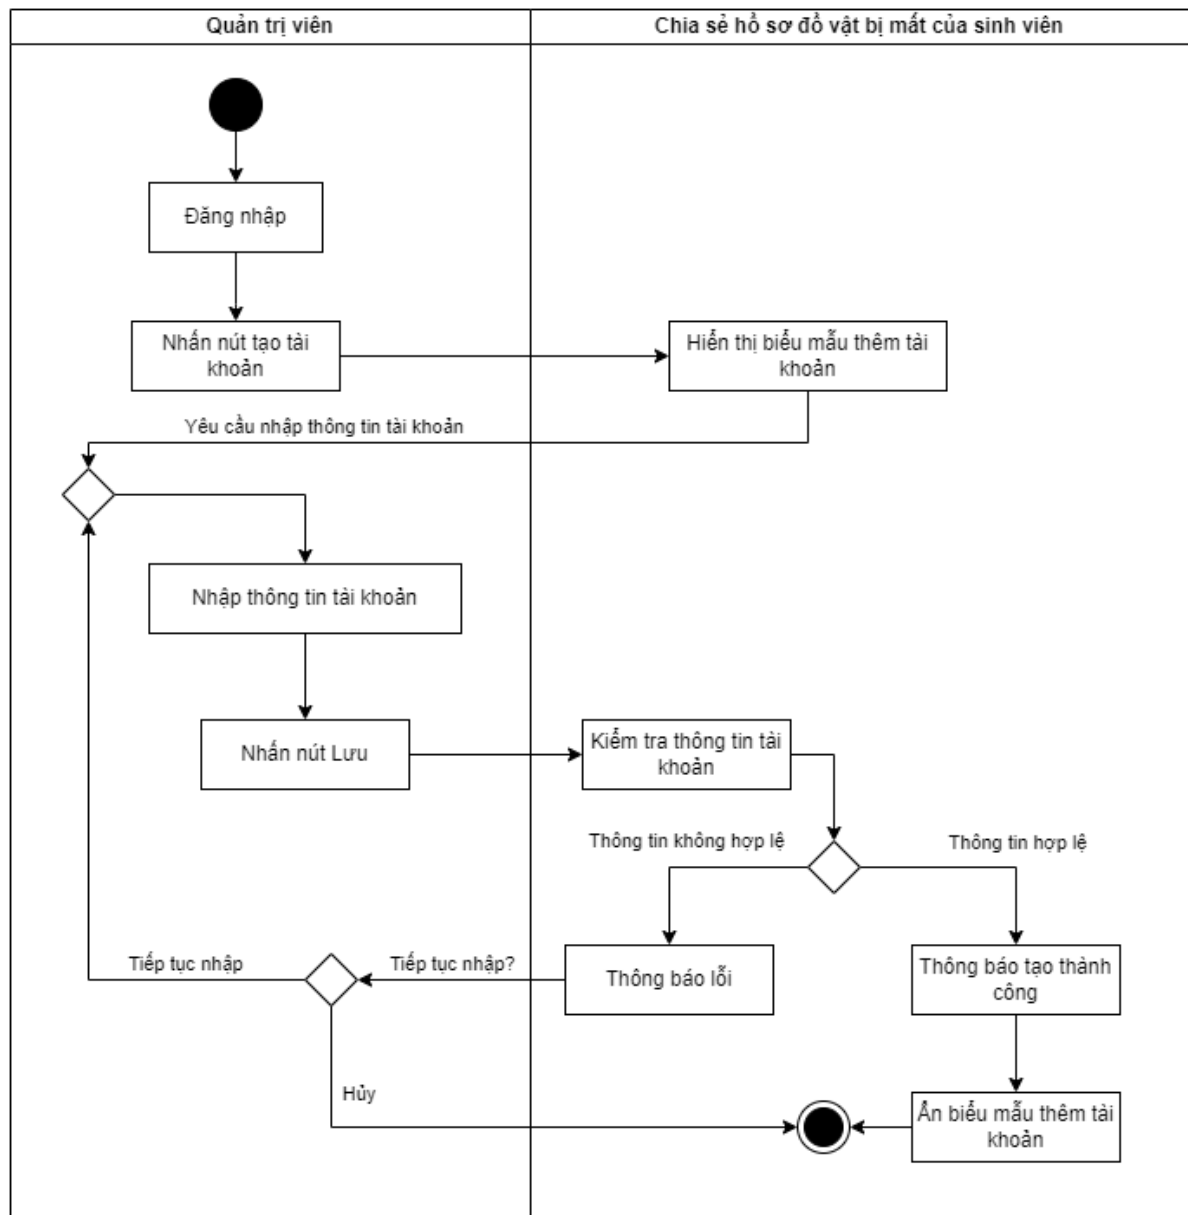 Quản trị viên
Chia sẻ hồ sơ đồ vật bị mất của sinh viên
Đăng nhập
Nhấn nút tạo tài
khoản
Hiển thị biểu mẫu thêm tài
khoản
Yêu cầu nhập thông tin tài khoản
Nhập thông tin tài khoản
Nhấn nút Lưu
Kiểm tra thông tin tài
khoản
Thông tin không hợp lệ
Thông tin hợp lệ
Tiếp tục nhập
Tiếp tục nhập?
Thông báo lỗi
Thông báo tạo thành
công
Hủy
Ẩn biểu mẫu thêm tài
khoản